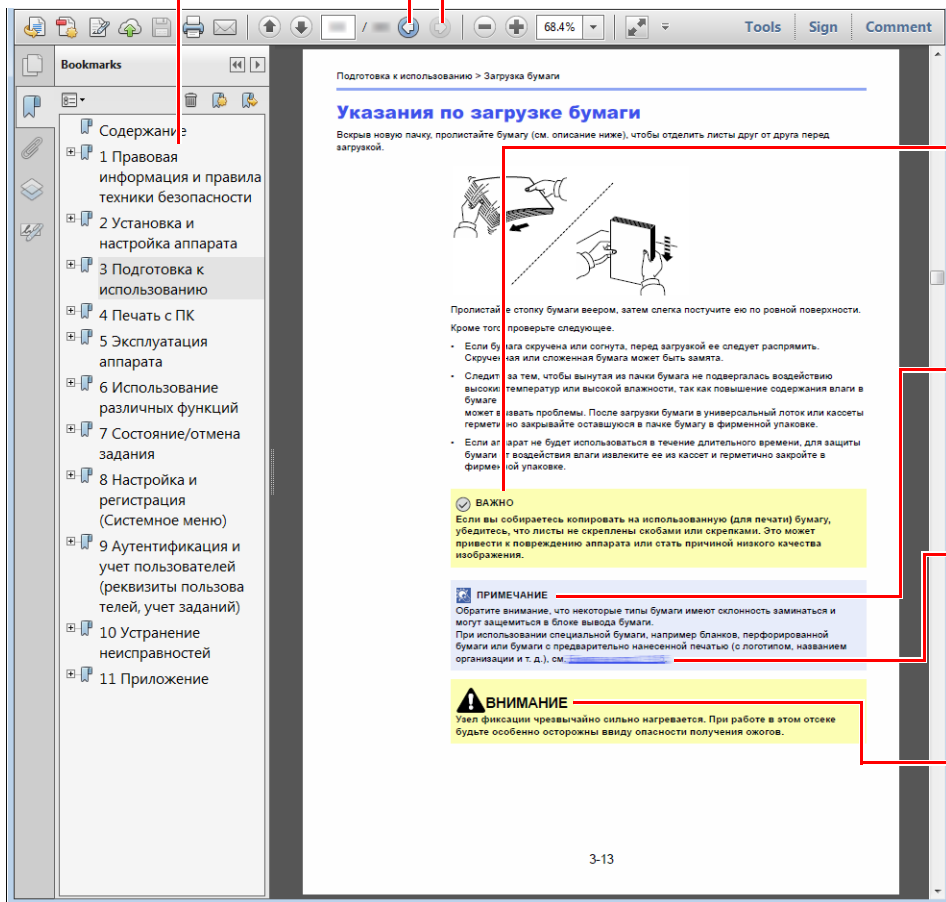 /
68.4%
Tools
Sign
Comment
Bookmarks
Содержание
1 Правовая
информация и правила
техники безопасности
2 Установка и
настройка аппарата
3 Подготовка к
использованию
4 Печать с ПК
5 Эксплуатация
аппарата
6 Использование
различных функций
7 Состояние/отмена
задания
8 Настройка и
регистрация
(Системное меню)
9 Аутентификация и
учет пользователей
(реквизиты пользова
телей, учет заданий)
10 Устранение
неисправностей
11 Приложение
Подготовка к использованию > Загрузка бумаги
Указания по загрузке бумаги
Вскрыв новую пачку, пролистайте бумагу (см. описание ниже), чтобы отделить листы друг от друга перед
загрузкой.
Пролистайте стопку бумаги веером, затем слегка постучите ею по ровной поверхности.
Кроме того проверьте следующее.
• Если бумага скручена или согнута, перед загрузкой ее следует распрямить.
Скрученная или сложенная бумага может быть замята.
• Следите за тем, чтобы вынутая из пачки бумага не подвергалась воздействию
высоких температур или высокой влажности, так как повышение содержания влаги в
бумаге
может вызвать проблемы. После загрузки бумаги в универсальный лоток или кассеты
герметично закрывайте оставшуюся в пачке бумагу в фирменной упаковке.
• Если аппарат не будет использоваться в течение длительного времени, для защиты
бумаги от воздействия влаги извлеките ее из кассет и герметично закройте в
фирменной упаковке.
ВАЖНО
Если вы собираетесь копировать на использованную (для печати) бумагу,
убедитесь, что листы не скреплены скобами или скрепками. Это может
привести к повреждению аппарата или стать причиной низкого качества
изображения.
ПРИМЕЧАНИЕ
Обратите внимание, что некоторые типы бумаги имеют склонность заминаться и
могут защемиться в блоке вывода бумаги.
При использовании специальной бумаги, например бланков, перфорированной
бумаги или бумаги с предварительно нанесенной печатью (с логотипом, названием
организации и т. д.), см.
ВНИМАНИЕ
Узел фиксации чрезвычайно сильно нагревается. При работе в этом отсеке
будьте особенно осторожны ввиду опасности получения ожогов.
3-13